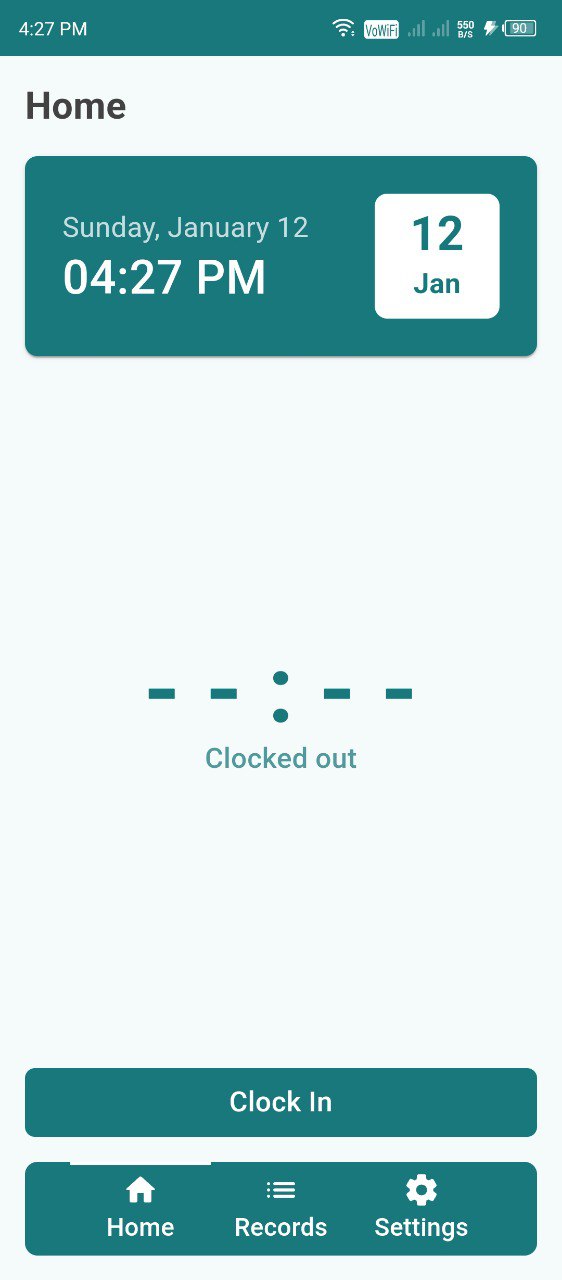 4:27 PM
VoWiFi
550
B/S
90
Home
Sunday, January 12
04:27 PM
12
Jan
--:--
Clocked out
Clock In
Home
Records
Settings